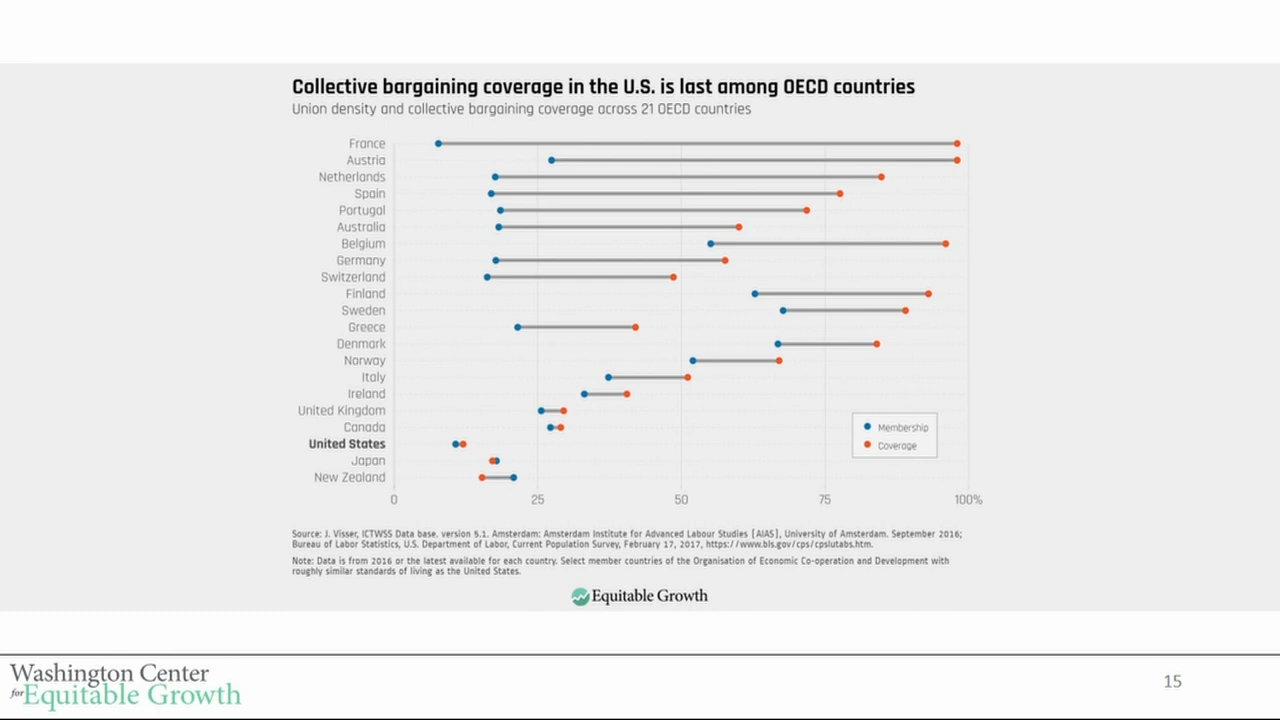 Collective bargaining coverage in the U.S. is last among OECD countries
Union density and collective bargaining coverage across 21 OECD countries
France
Austria
Netherlands
Spain
Portugal
Australia
Belgium
Germany
Switzerland
Finland
Sweden
Greece
Denmark
Norway
Italy
Ireland
United Kingdom
Canada
United States
Japan
New Zealand
Membership
Coverage
0 25 50 75 100%
Source: J. Visser, ICTWSS Data base. version 5.1. Amsterdam: Amsterdam Institute for Advanced Labour Studies [AIAS], University of Amsterdam. September 2016;
Bureau of Labor Statistics, U.S. Department of Labor, Current Population Survey, February 17, 2017, https://www.bls.gov/cps/cpslutabs.htm.
Note: Data is from 2016 or the latest available for each country. Select member countries of the Organisation of Economic Co-operation and Development with
roughly similar standards of living as the United States.
Equitable Growth
Washington Center
for Equitable Growth
15